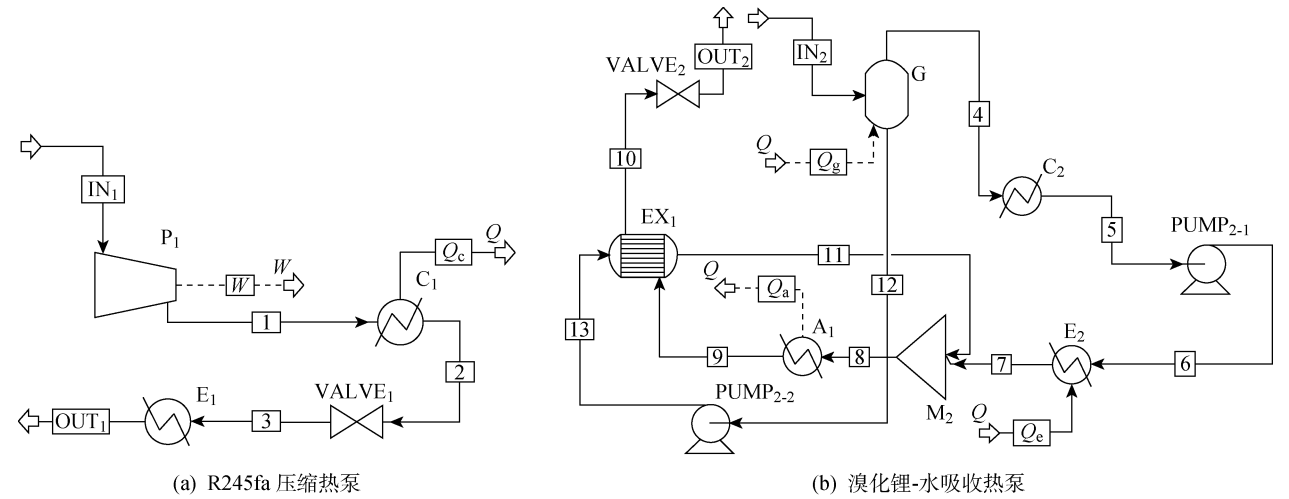 IN₁
P₁
W
W
1
C₁
Q_c
Q
2
VALVE₁
3
E₁
OUT₁
(a) R245fa 压缩热泵
OUT₂
VALVE₂
IN₂
G
4
Q
Q_g
10
C₂
5
PUMP₂₋₁
EX₁
11
12
Q
Q_a
13
A₁
9
8
M₂
7
E₂
6
PUMP₂₋₂
Q
Q_e
(b) 溴化锂-水吸收热泵